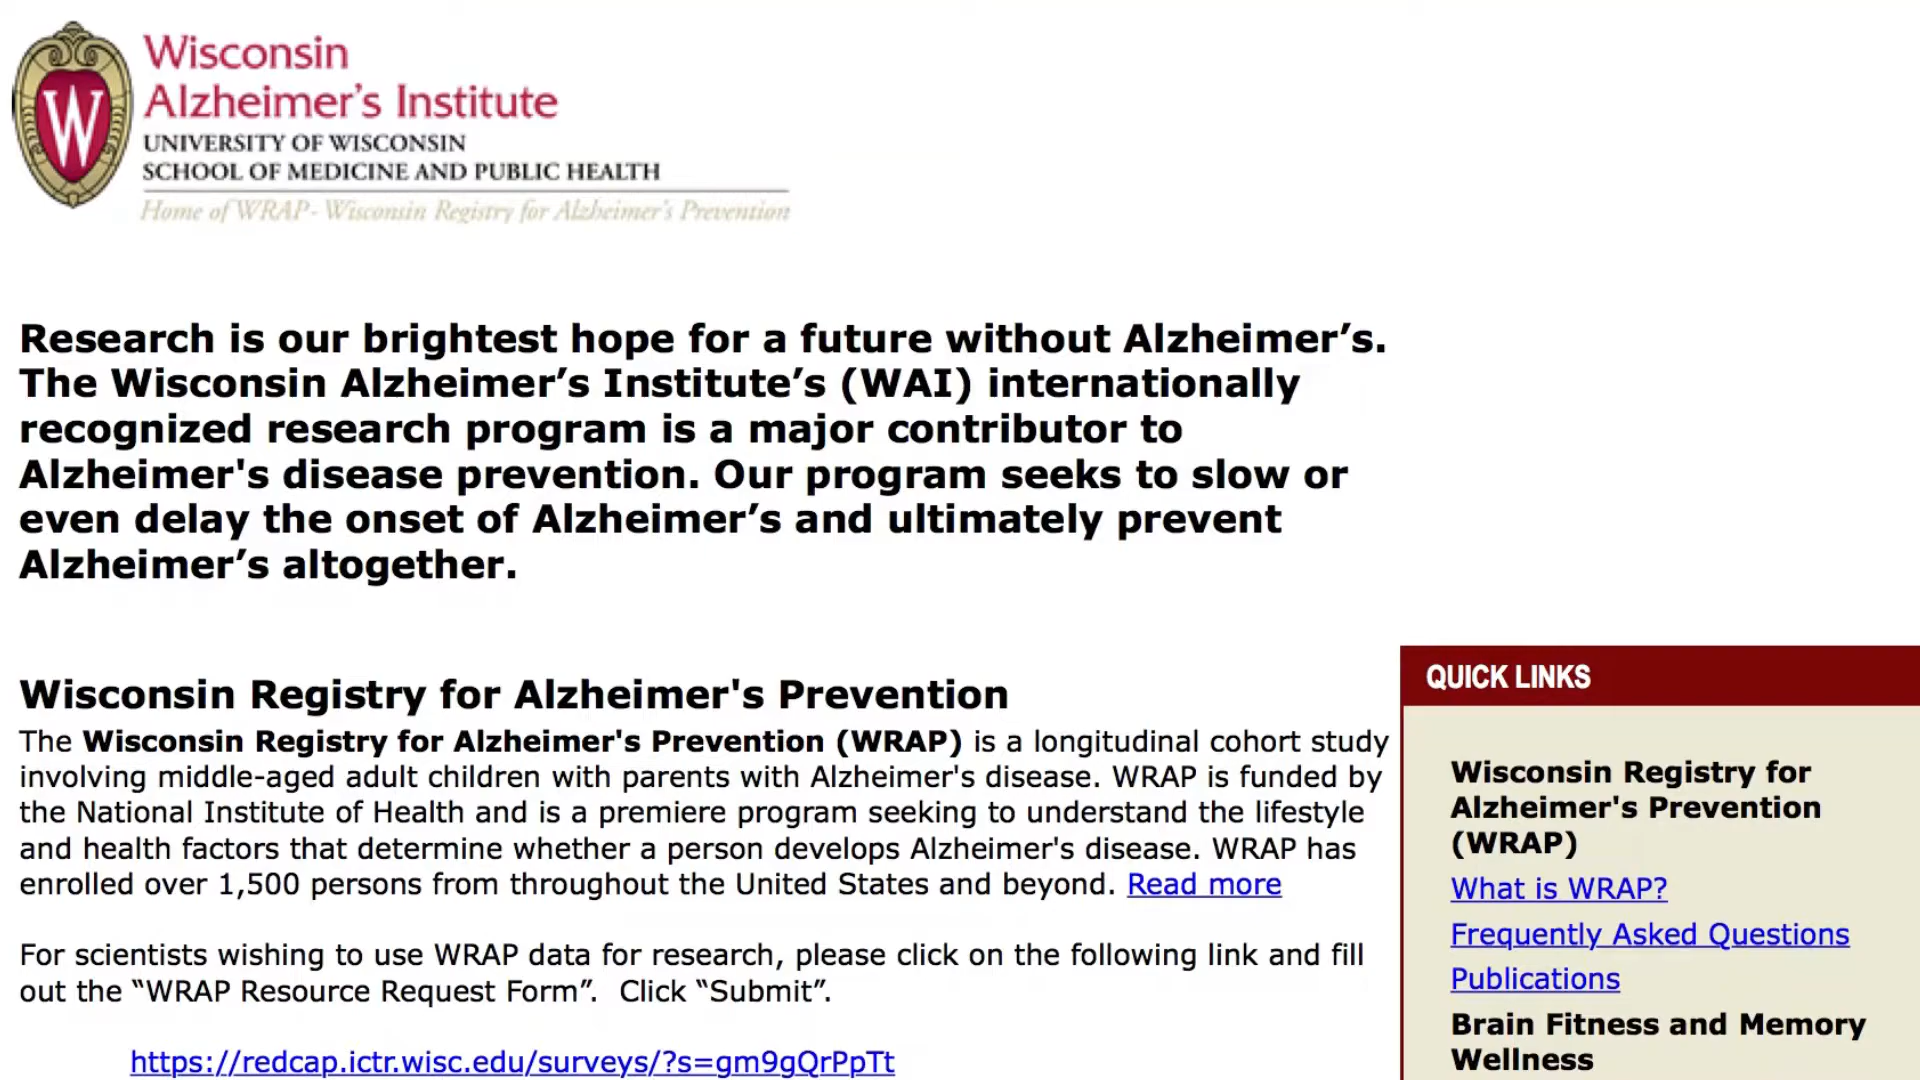 W
Wisconsin
Alzheimer’s Institute
UNIVERSITY OF WISCONSIN
SCHOOL OF MEDICINE AND PUBLIC HEALTH
Home of WRAP- Wisconsin Registry for Alzheimer's Prevention
Research is our brightest hope for a future without Alzheimer’s.
The Wisconsin Alzheimer’s Institute’s (WAI) internationally
recognized research program is a major contributor to
Alzheimer's disease prevention. Our program seeks to slow or
even delay the onset of Alzheimer’s and ultimately prevent
Alzheimer’s altogether.
Wisconsin Registry for Alzheimer's Prevention
The Wisconsin Registry for Alzheimer's Prevention (WRAP) is a longitudinal cohort study
involving middle-aged adult children with parents with Alzheimer's disease. WRAP is funded by
the National Institute of Health and is a premiere program seeking to understand the lifestyle
and health factors that determine whether a person develops Alzheimer's disease. WRAP has
enrolled over 1,500 persons from throughout the United States and beyond. Read more
For scientists wishing to use WRAP data for research, please click on the following link and fill
out the “WRAP Resource Request Form”.  Click “Submit”.
https://redcap.ictr.wisc.edu/surveys/?s=gm9gQrPpTt
QUICK LINKS
Wisconsin Registry for
Alzheimer's Prevention
(WRAP)
What is WRAP?
Frequently Asked Questions
Publications
Brain Fitness and Memory
Wellness